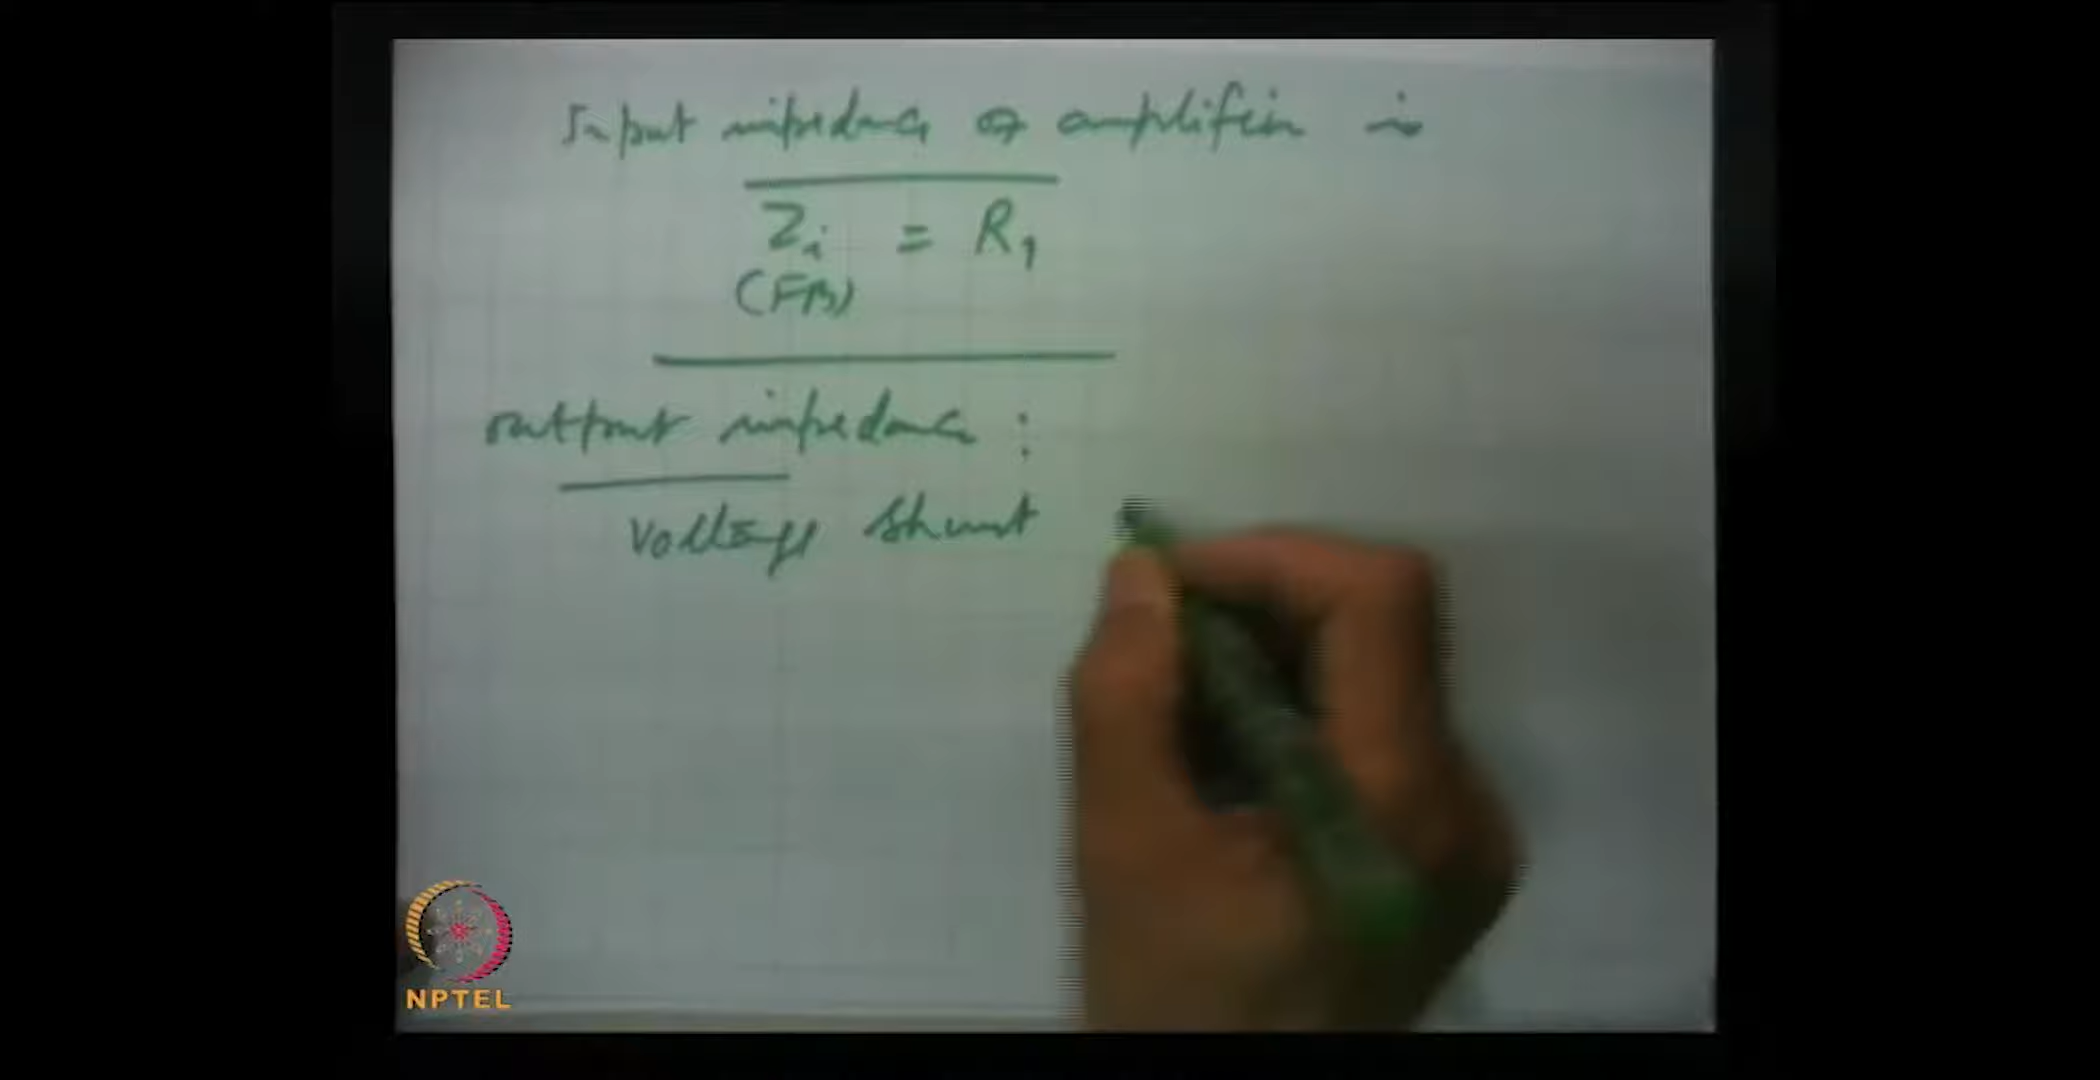 Input impedance of amplifier is
Zi = R1
(FB)
output impedance :
voltage shunt
NPTEL